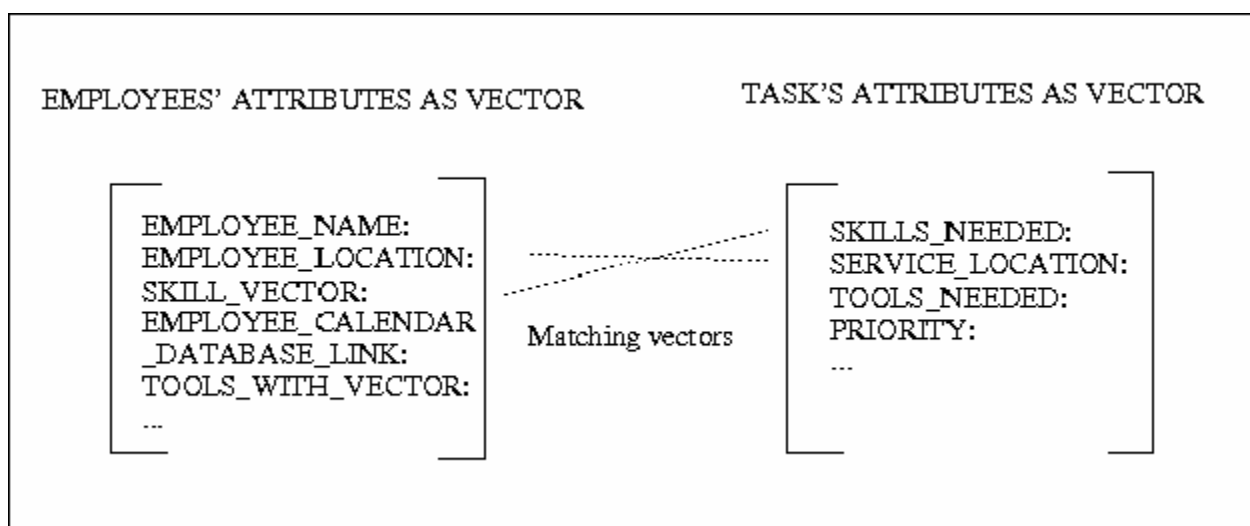 EMPLOYEES' ATTRIBUTES AS VECTOR
TASK'S ATTRIBUTES AS VECTOR
EMPLOYEE_NAME:
EMPLOYEE_LOCATION:
SKILL_VECTOR:
EMPLOYEE_CALENDAR
_DATABASE_LINK:
TOOLS_WITH_VECTOR:
...
Matching vectors
SKILLS_NEEDED:
SERVICE_LOCATION:
TOOLS_NEEDED:
PRIORITY:
...